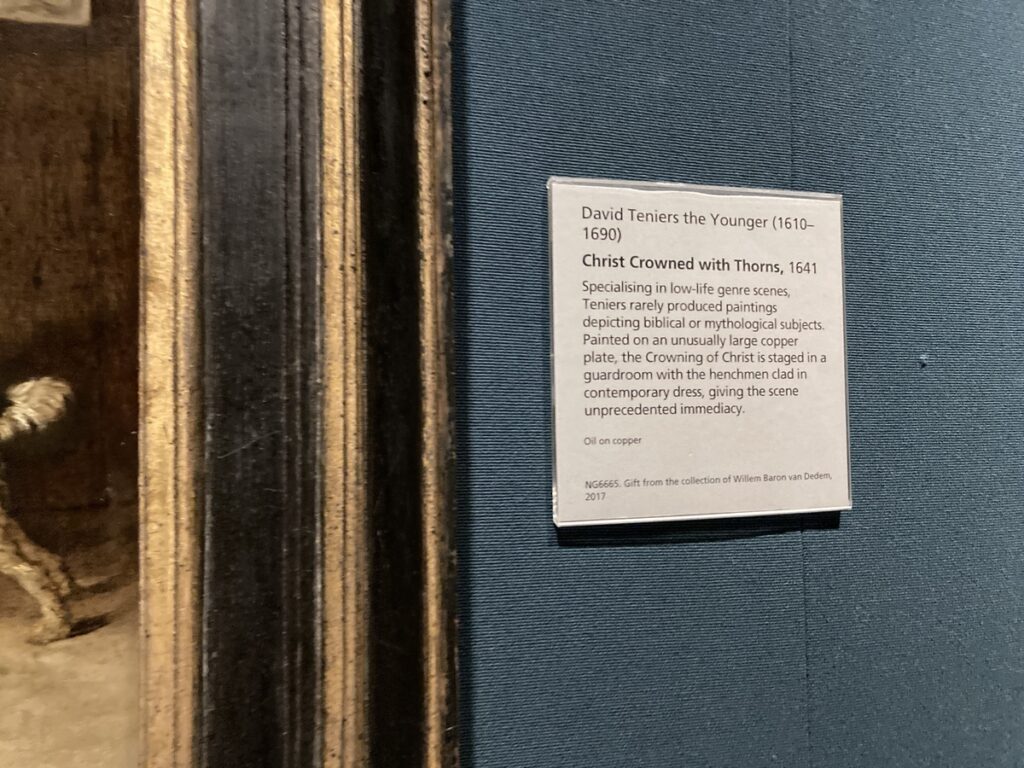 David Teniers the Younger (1610–
1690)
Christ Crowned with Thorns, 1641
Specialising in low-life genre scenes,
Teniers rarely produced paintings
depicting biblical or mythological subjects.
Painted on an unusually large copper
plate, the Crowning of Christ is staged in a
guardroom with the henchmen clad in
contemporary dress, giving the scene
unprecedented immediacy.
Oil on copper
NG6665. Gift from the collection of Willem Baron van Dedem,
2017